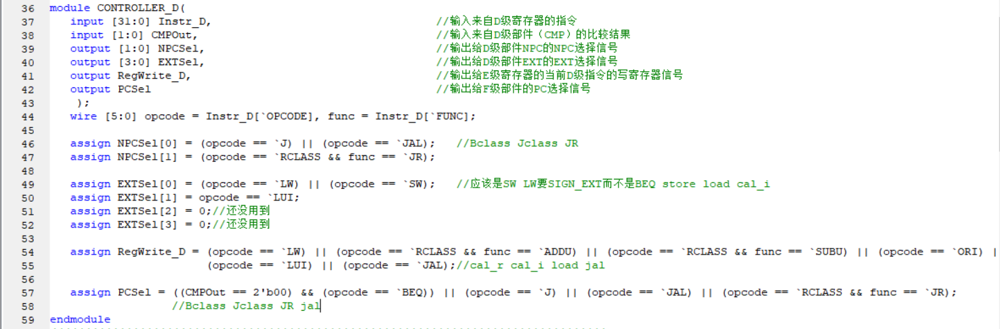 36 module CONTROLLER_D(
37 input [31:0] Instr_D, //输入来自D级寄存器的指令
38 input [1:0] CMPOut, //输入来自D级部件（CMP）的比较结果
39 output [1:0] NPCSel, //输出给D级部件NPC的NPC选择信号
40 output [3:0] EXTSel, //输出给D级部件EXT的EXT选择信号
41 output RegWrite_D, //输出给E级寄存器的当前D级指令的写寄存器信号
42 output PCSel //输出给F级部件的PC选择信号
43 );
44 wire [5:0] opcode = Instr_D[`OPCODE], func = Instr_D[`FUNC];
45
46 assign NPCSel[0] = (opcode == `J) || (opcode == `JAL); //Bclass Jclass JR
47 assign NPCSel[1] = (opcode == `RCLASS && func == `JR);
48
49 assign EXTSel[0] = (opcode == `LW) || (opcode == `SW); //应该是SW LW要SIGN_EXT而不是BEQ store load cal_i
50 assign EXTSel[1] = opcode == `LUI;
51 assign EXTSel[2] = 0;//还没用到
52 assign EXTSel[3] = 0;//还没用到
53
54 assign RegWrite_D = (opcode == `LW) || (opcode == `RCLASS && func == `ADDU) || (opcode == `RCLASS && func == `SUBU) || (opcode == `ORI) |
55 (opcode == `LUI) || (opcode == `JAL);//cal_r cal_i load jal
56
57 assign PCSel = ((CMPOut == 2'b00) && (opcode == `BEQ)) || (opcode == `J) || (opcode == `JAL) || (opcode == `RCLASS && func == `JR);
58 //Bclass Jclass JR jal
59 endmodule